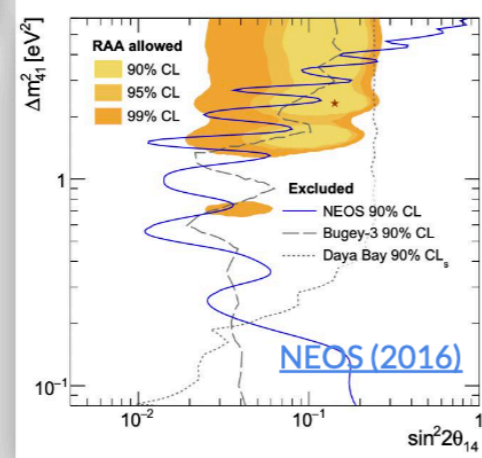 Δm²₄₁ [eV²]
RAA allowed
90% CL
95% CL
99% CL
1
Excluded
NEOS 90% CL
Bugey-3 90% CL
Daya Bay 90% CLₛ
NEOS (2016)
10⁻¹
10⁻² 10⁻¹ 1
sin²2θ₁₄